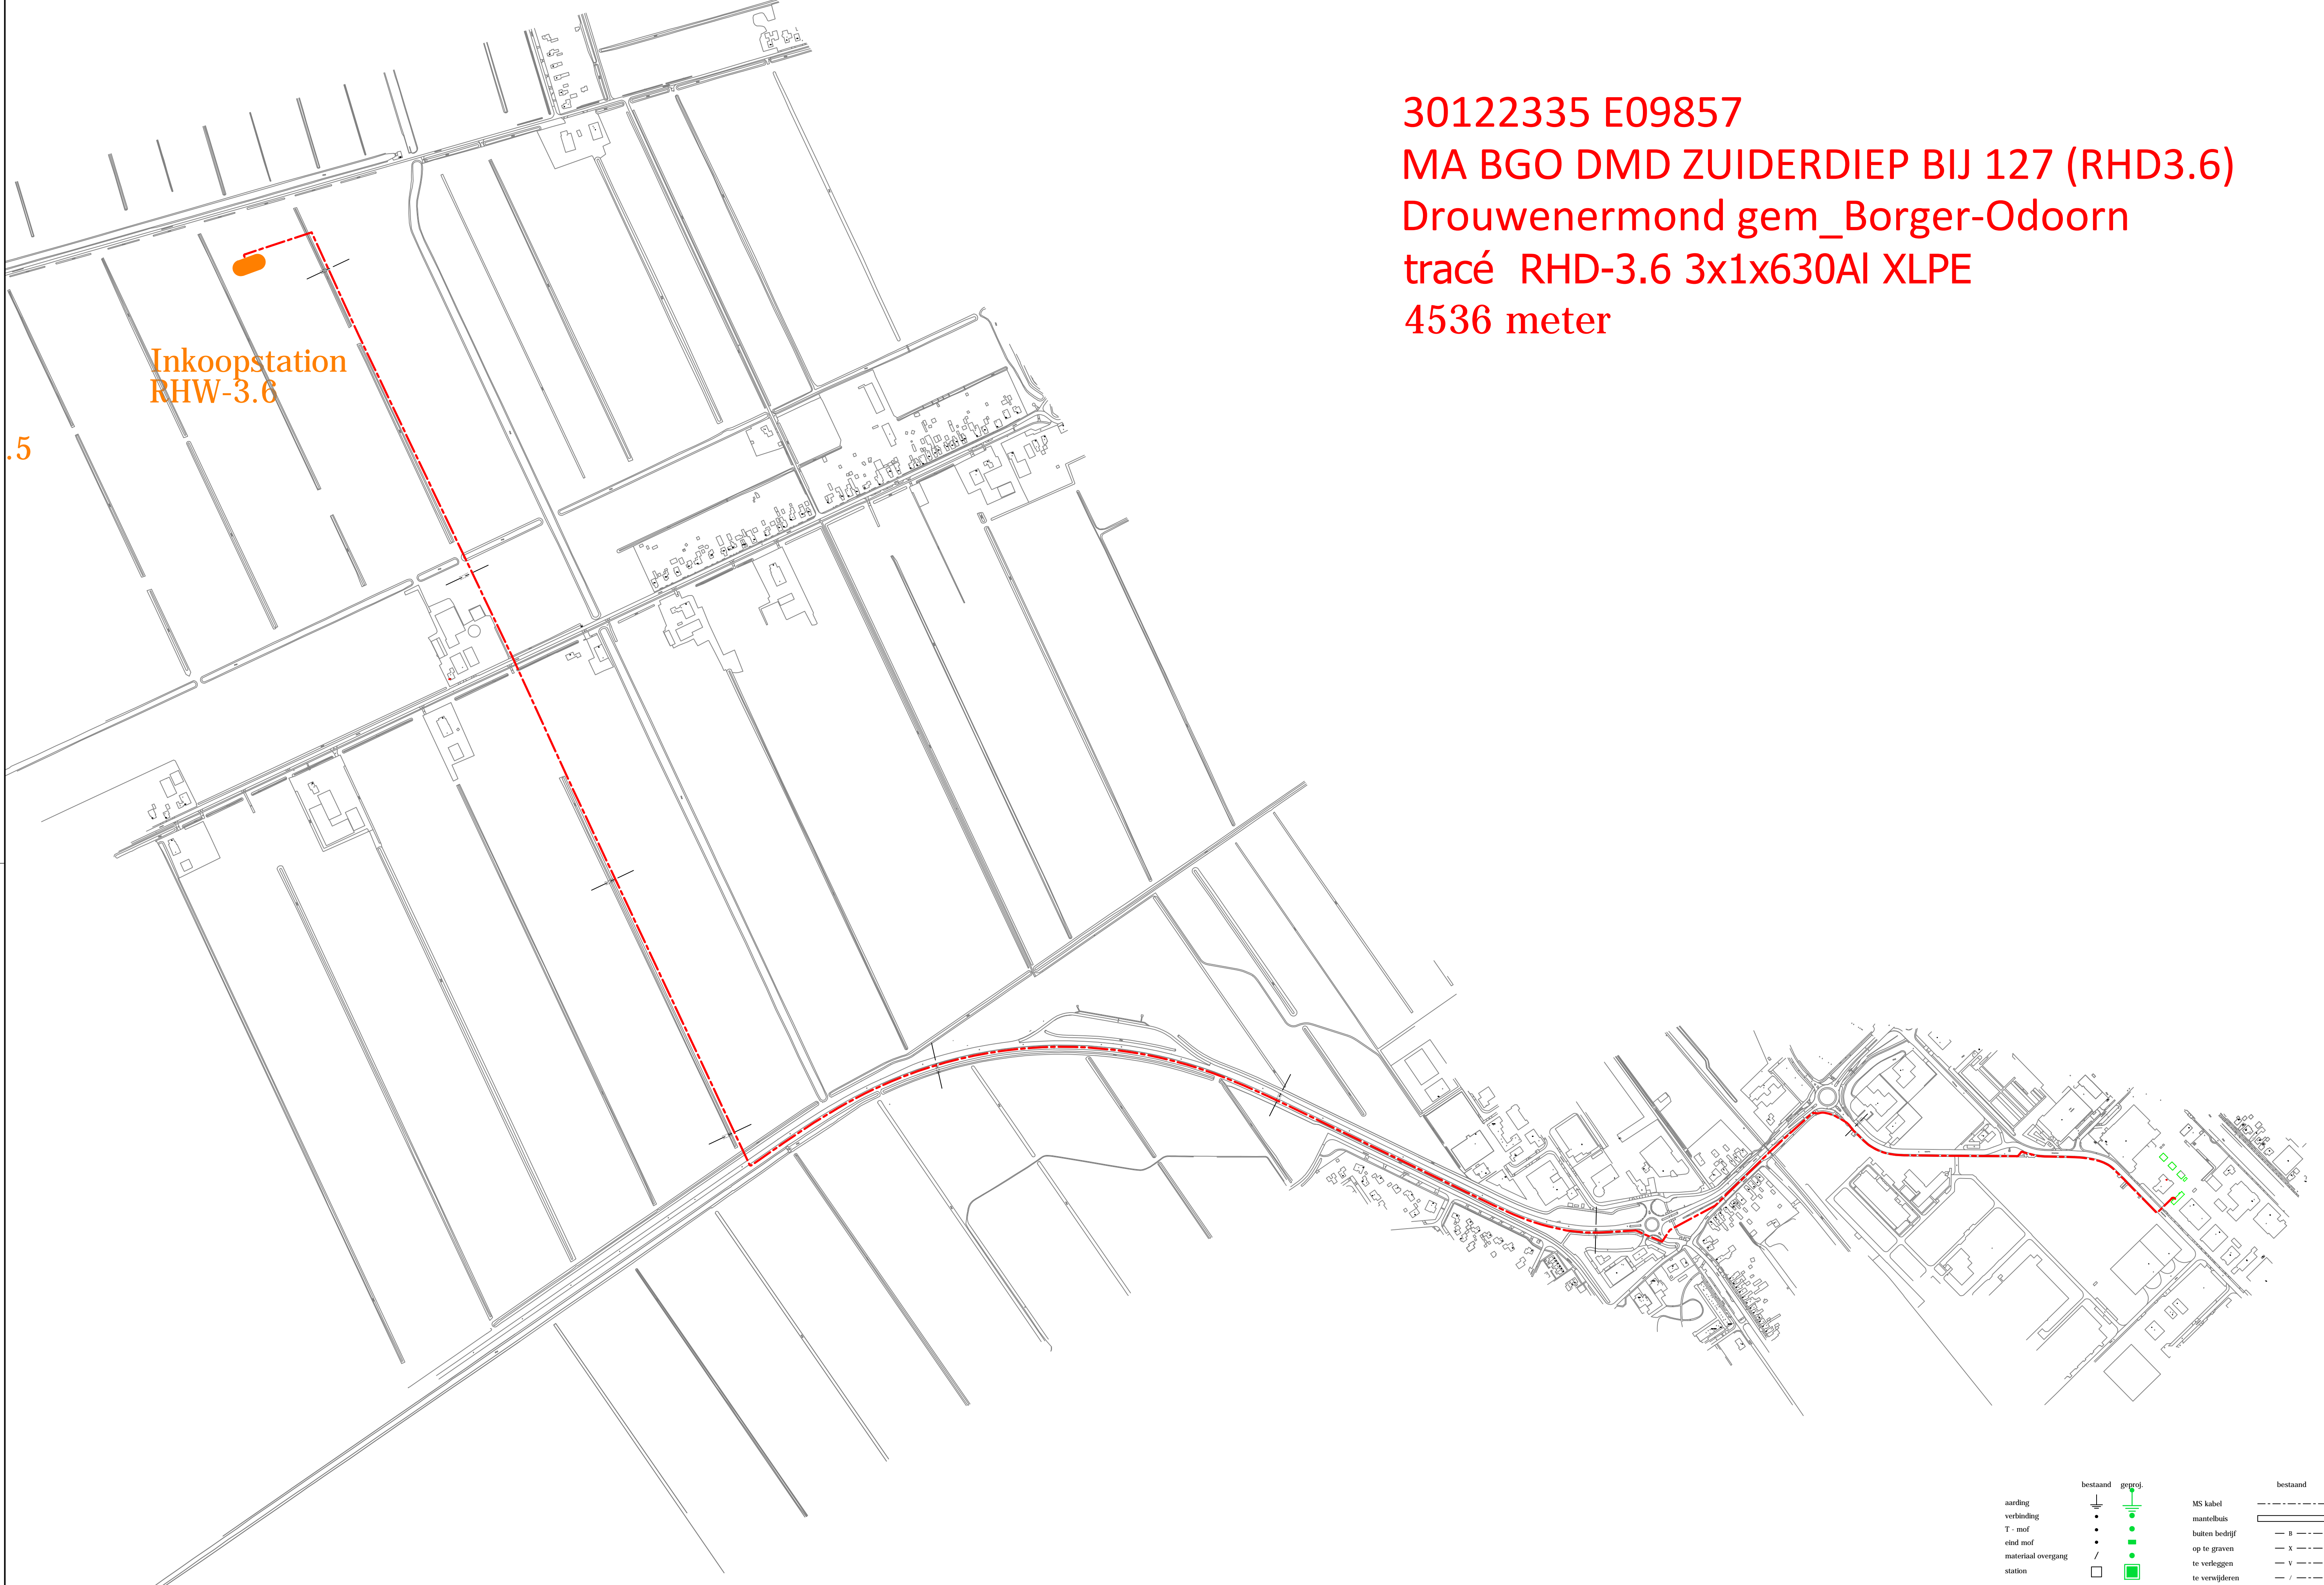 30122335 E09857
MA BGO DMD ZUIDERDIEP BIJ 127 (RHD3.6)
Drouwenermond gem_Borger-Odoorn
tracé RHD-3.6 3x1x630Al XLPE
4536 meter
Inkoopstation
RHW-3.6
.5
bestaand geproj.
aarding
verbinding
T - mof
eind mof
materiaal overgang
station
bestaand
MS kabel
mantelbuis
buiten bedrijf B
op te graven X
te verleggen V
te verwijderen /